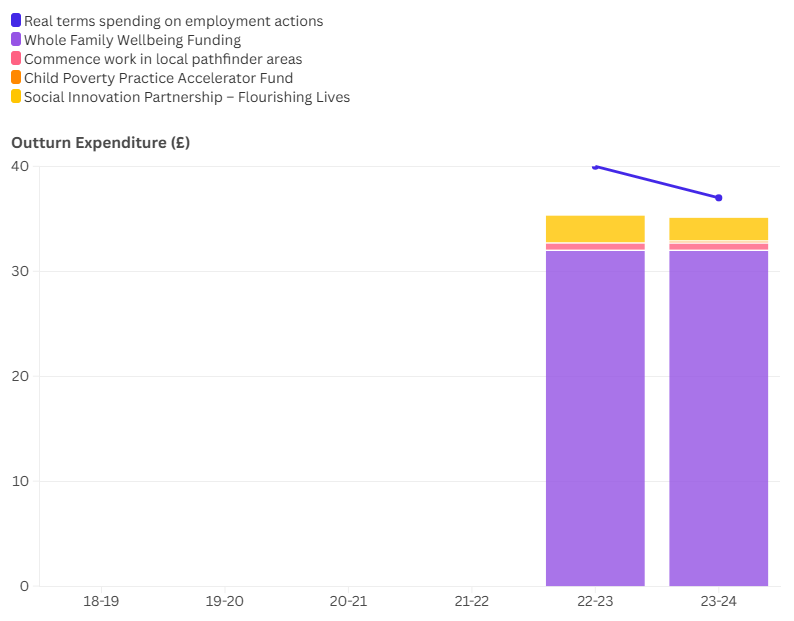 Real terms spending on employment actions
Whole Family Wellbeing Funding
Commence work in local pathfinder areas
Child Poverty Practice Accelerator Fund
Social Innovation Partnership – Flourishing Lives
Outturn Expenditure (£)
40
30
20
10
0
18-19 19-20 20-21 21-22 22-23 23-24